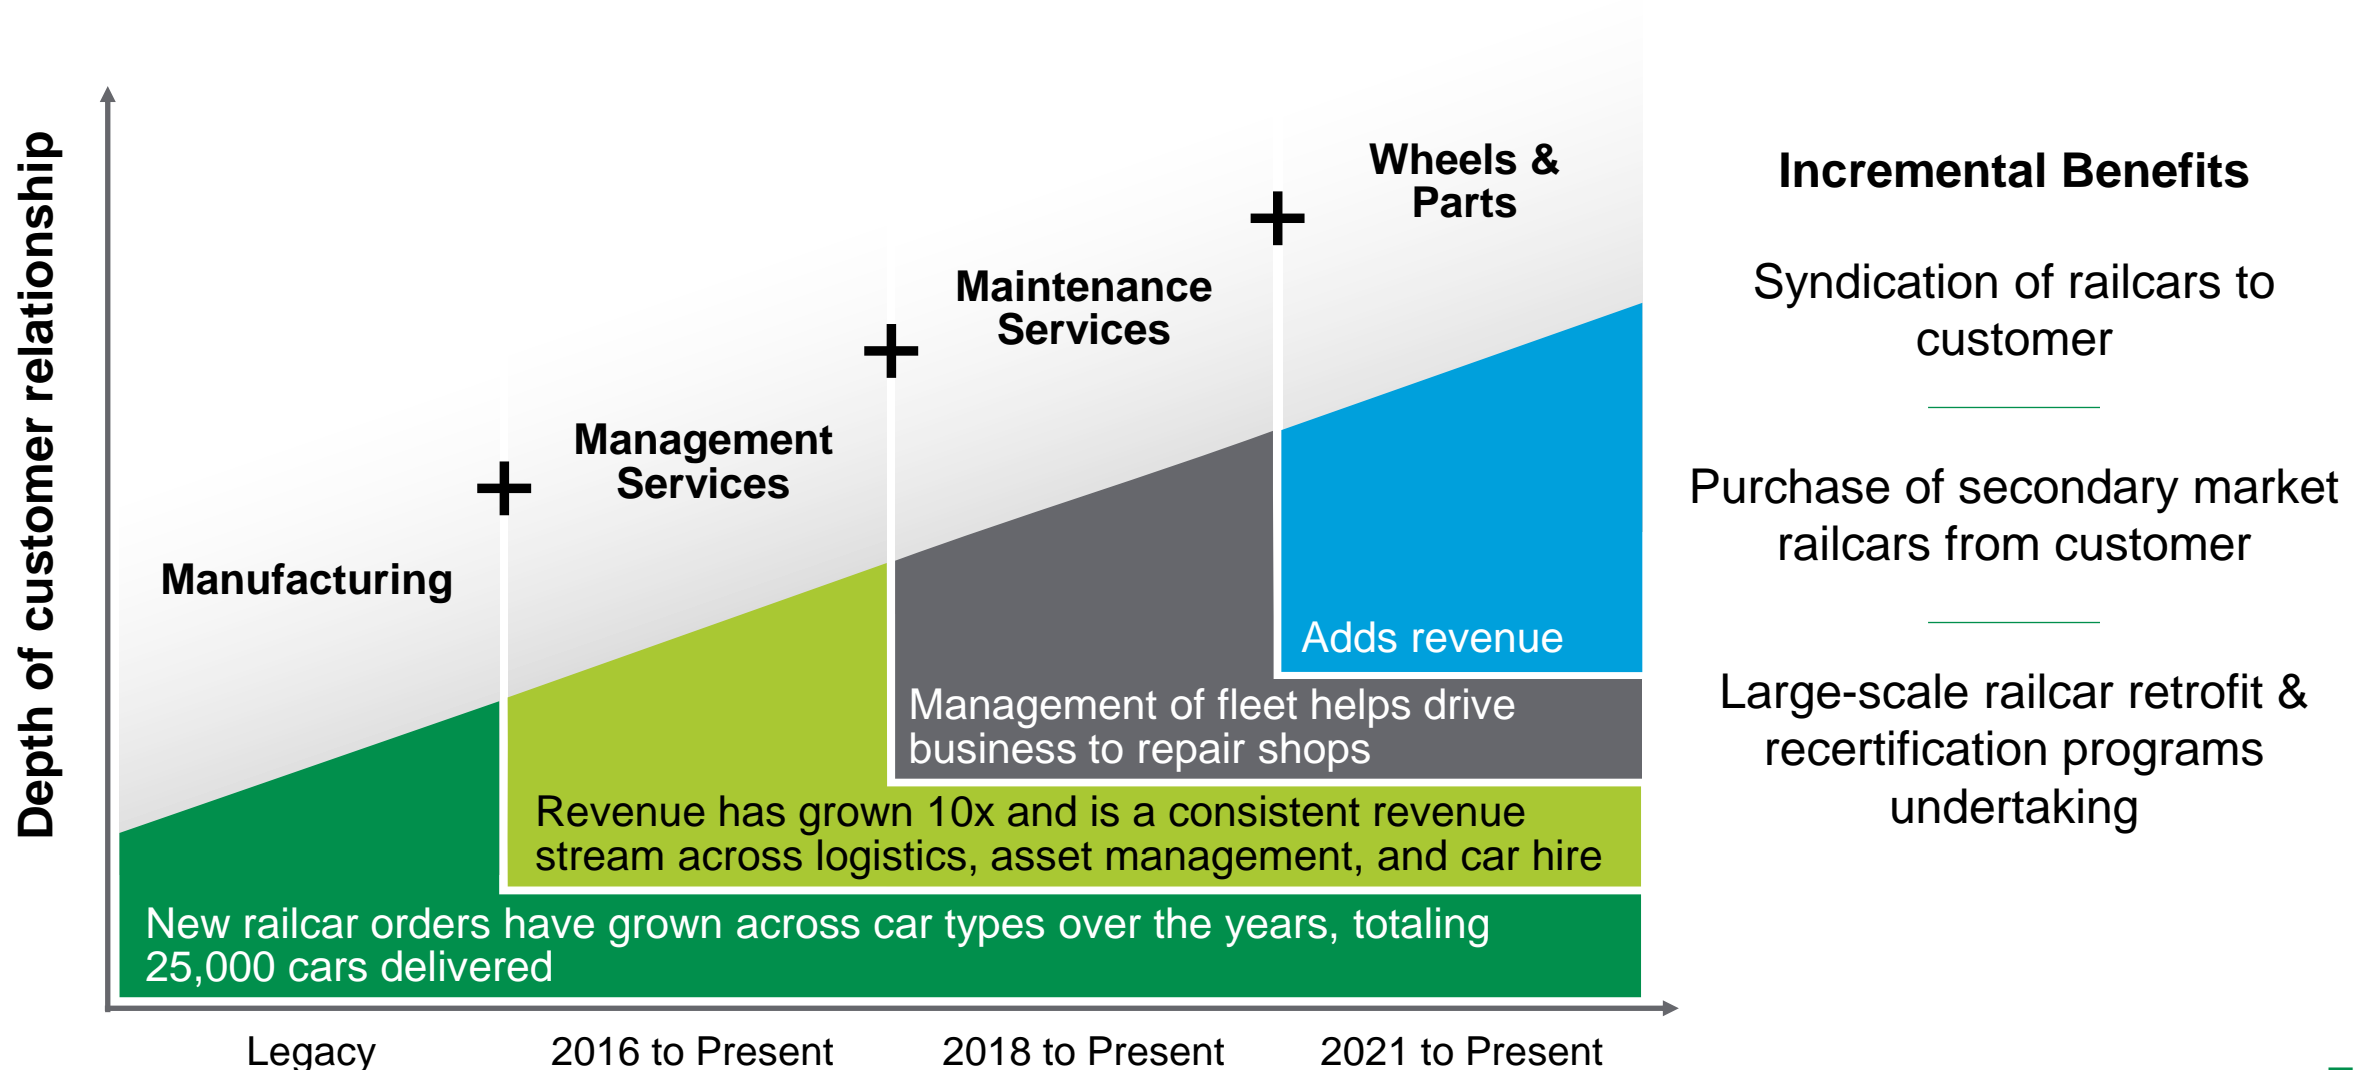 Depth of customer relationship
Manufacturing
+
Management
Services
+
Maintenance
Services
+
Wheels &
Parts
Adds revenue
Management of fleet helps drive
business to repair shops
Revenue has grown 10x and is a consistent revenue
stream across logistics, asset management, and car hire
New railcar orders have grown across car types over the years, totaling
25,000 cars delivered
Legacy
2016 to Present
2018 to Present
2021 to Present
Incremental Benefits
Syndication of railcars to
customer
Purchase of secondary market
railcars from customer
Large-scale railcar retrofit &
recertification programs
undertaking